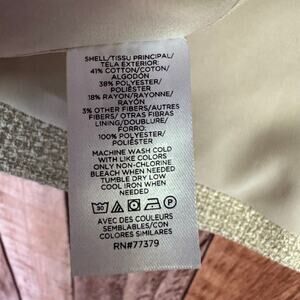 SHELL/TISSU PRINCIPAL/
TELA EXTERIOR:
41% COTTON/COTON/
ALGODÓN
38% POLYESTER/
POLIÉSTER
18% RAYON/RAYONNE/
RAYÓN
3% OTHER FIBERS/AUTRES
FIBERS/ OTRAS FIBRAS
LINING/DOUBLURE/
FORRO:
100% POLYESTER/
POLIÉSTER
MACHINE WASH COLD
WITH LIKE COLORS
ONLY NON-CHLORINE
BLEACH WHEN NEEDED
TUMBLE DRY LOW
COOL IRON WHEN
NEEDED
30 P
AVEC DES COULEURS
SEMBLABLES/CON
COLORES SIMILARES
RN#77379